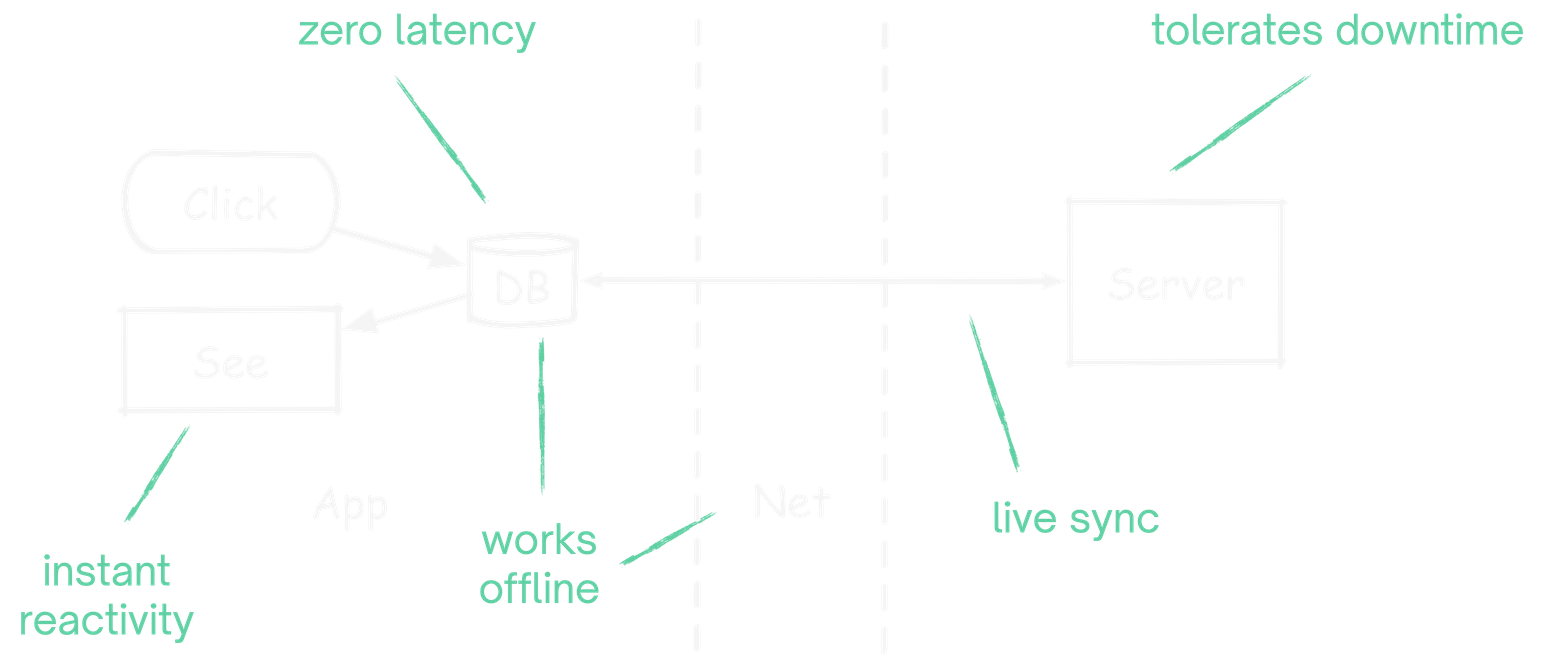 zero latency
tolerates downtime
Click
DB
Server
See
App
Net
live sync
works
offline
instant
reactivity